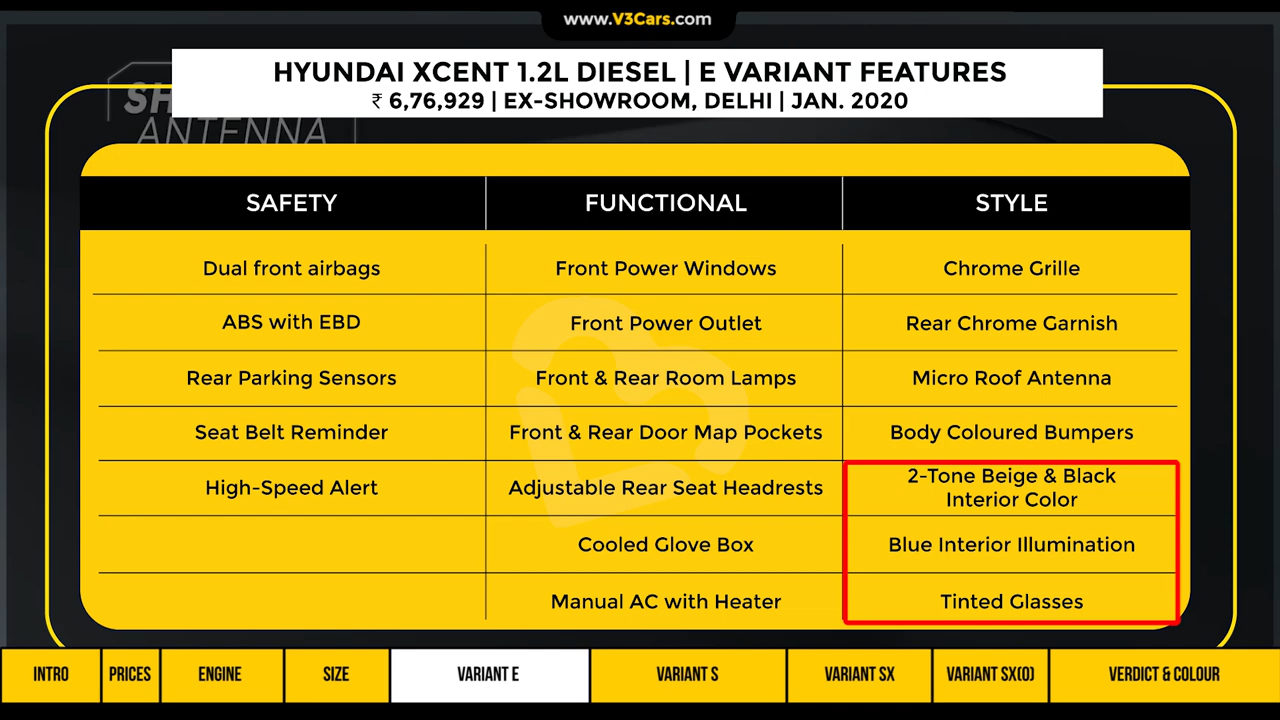 www.V3Cars.com
HYUNDAI XCENT 1.2L DIESEL | E VARIANT FEATURES
₹ 6,76,929 | EX-SHOWROOM, DELHI | JAN. 2020
ANTENNA
SAFETY FUNCTIONAL STYLE
Dual front airbags Front Power Windows Chrome Grille
ABS with EBD Front Power Outlet Rear Chrome Garnish
Rear Parking Sensors Front & Rear Room Lamps Micro Roof Antenna
Seat Belt Reminder Front & Rear Door Map Pockets Body Coloured Bumpers
High-Speed Alert Adjustable Rear Seat Headrests 2-Tone Beige & Black
Interior Color
Cooled Glove Box Blue Interior Illumination
Manual AC with Heater Tinted Glasses
INTRO PRICES ENGINE SIZE VARIANT E VARIANT S VARIANT SX VARIANT SX(O) VERDICT & COLOUR